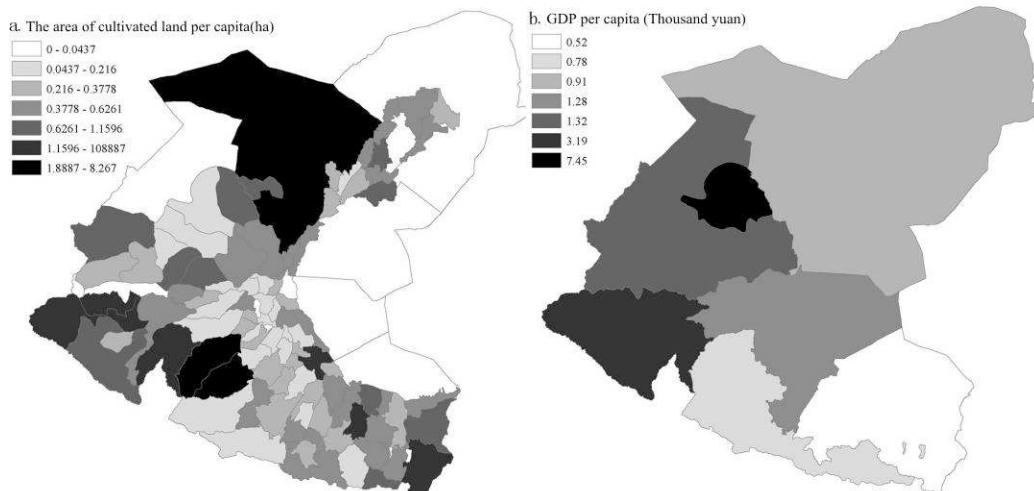 a. The area of cultivated land per capita(ha)
0 - 0.0437
0.0437 - 0.216
0.216 - 0.3778
0.3778 - 0.6261
0.6261 - 1.1596
1.1596 - 108887
1.8887 - 8.267
b. GDP per capita (Thousand yuan)
0.52
0.78
0.91
1.28
1.32
3.19
7.45